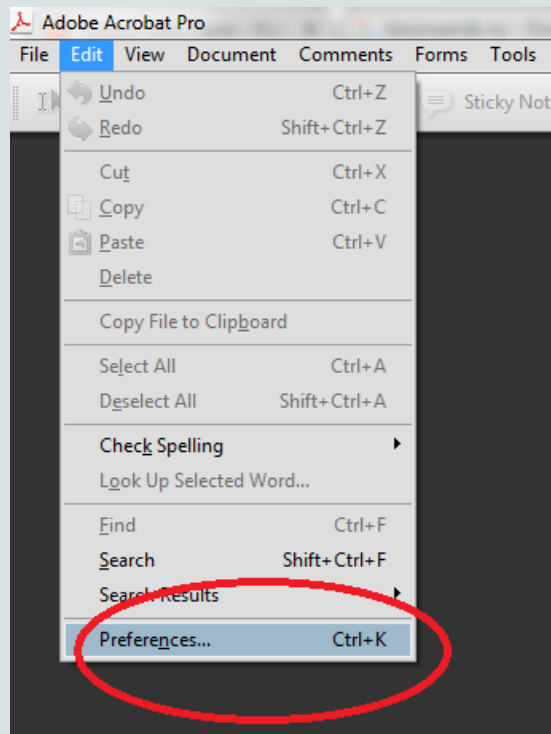 Adobe Acrobat Pro
File Edit View Document Comments Forms Tools
Sticky Not
Undo Ctrl+Z
Redo Shift+Ctrl+Z
Cut Ctrl+X
Copy Ctrl+C
Paste Ctrl+V
Delete
Copy File to Clipboard
Select All Ctrl+A
Deselect All Shift+Ctrl+A
Check Spelling
Look Up Selected Word...
Find Ctrl+F
Search Shift+Ctrl+F
Search Results
Preferences... Ctrl+K